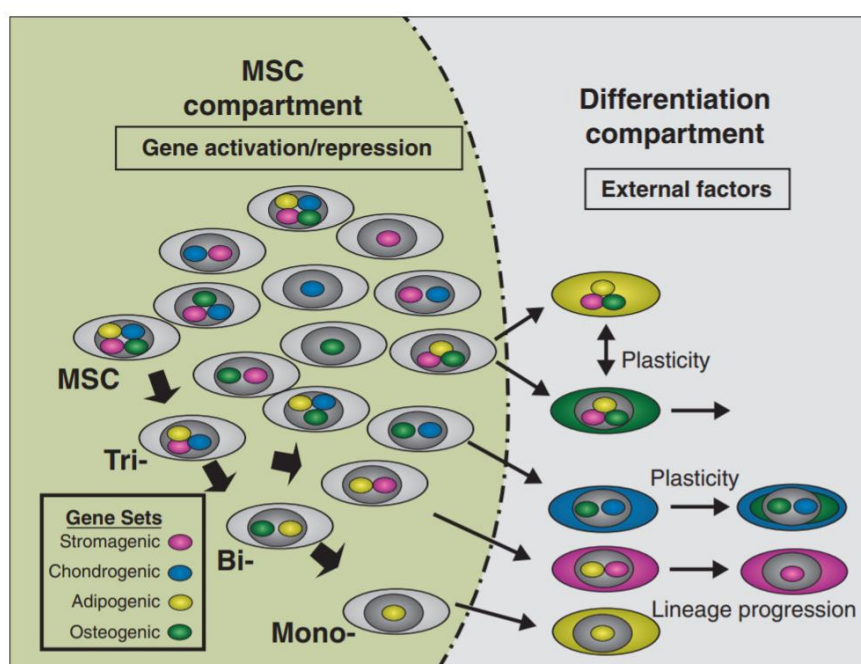 MSC
compartment
Gene activation/repression
Differentiation
compartment
External factors
MSC
Tri-
Bi-
Mono-
Plasticity
Plasticity
Lineage progression
Gene Sets
Stromagenic
Chondrogenic
Adipogenic
Osteogenic